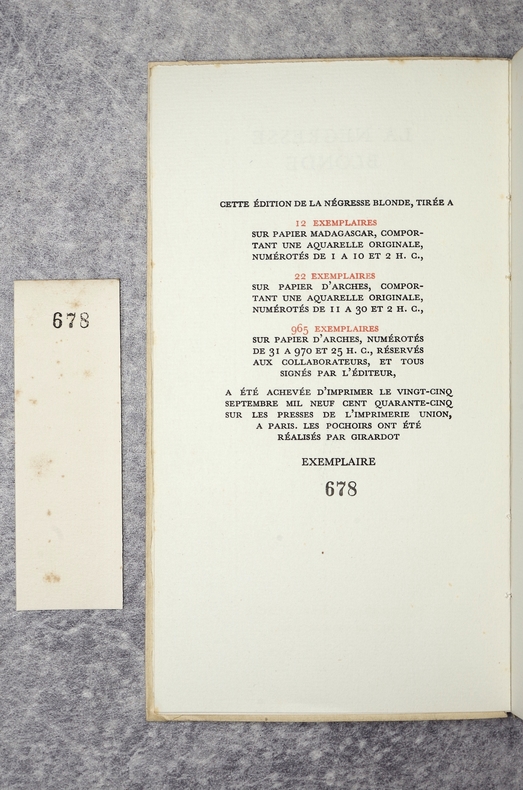 678
CETTE ÉDITION DE LA NÉGRESSE BLONDE, TIRÉE A
12 EXEMPLAIRES
SUR PAPIER MADAGASCAR, COMPOR-
TANT UNE AQUARELLE ORIGINALE,
NUMÉROTÉS DE 1 A 10 ET 2 H. C.,
22 EXEMPLAIRES
SUR PAPIER D'ARCHES, COMPOR-
TANT UNE AQUARELLE ORIGINALE,
NUMÉROTÉS DE 11 A 30 ET 2 H. C.,
965 EXEMPLAIRES
SUR PAPIER D'ARCHES, NUMÉROTÉS
DE 31 A 970 ET 25 H. C., RÉSERVÉS
AUX COLLABORATEURS, ET TOUS
SIGNÉS PAR L'ÉDITEUR,
A ÉTÉ ACHEVÉE D'IMPRIMER LE VINGT-CINQ
SEPTEMBRE MIL NEUF CENT QUARANTE-CINQ
SUR LES PRESSES DE L'IMPRIMERIE UNION,
A PARIS. LES POCHOIRS ONT ÉTÉ
RÉALISÉS PAR GIRARDOT
EXEMPLAIRE
678